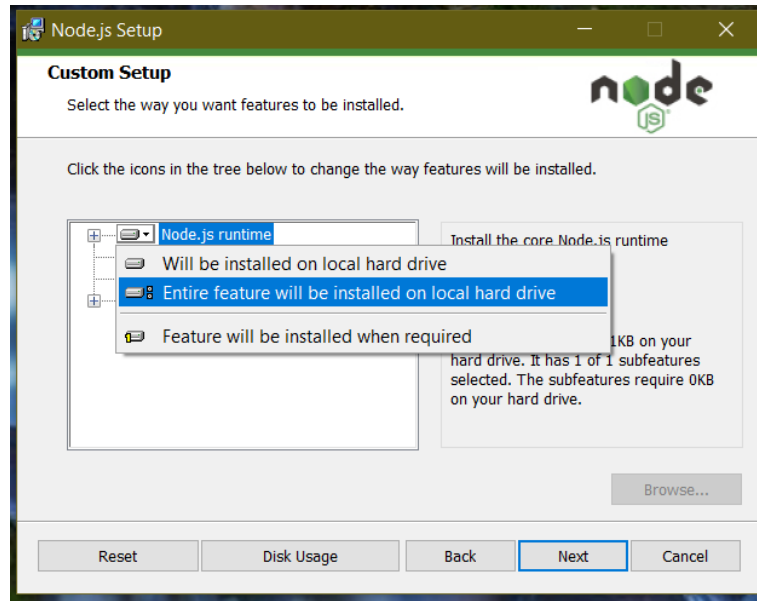 Node.js Setup
Custom Setup
Select the way you want features to be installed.
node
JS
Click the icons in the tree below to change the way features will be installed.
Node.js runtime
Will be installed on local hard drive
Entire feature will be installed on local hard drive
Feature will be installed when required
Install the core Node.js runtime
1KB on your
hard drive. It has 1 of 1 subfeatures
selected. The subfeatures require 0KB
on your hard drive.
Browse...
Reset
Disk Usage
Back
Next
Cancel